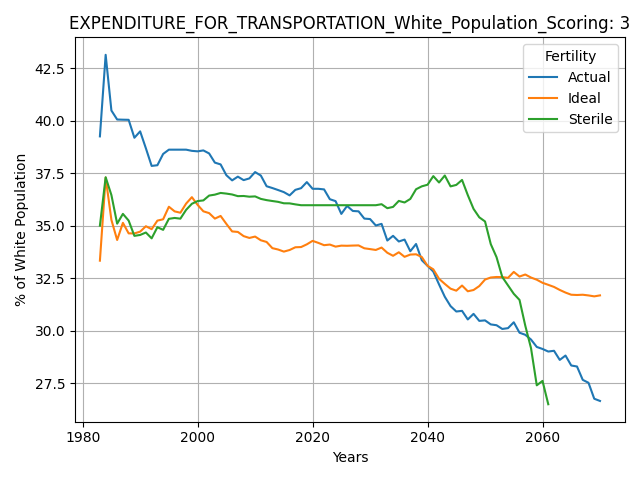 EXPENDITURE_FOR_TRANSPORTATION_White_Population_Scoring: 3
Fertility
Actual
Ideal
Sterile
% of White Population
42.5
40.0
37.5
35.0
32.5
30.0
27.5
1980
2000
2020
2040
2060
Years